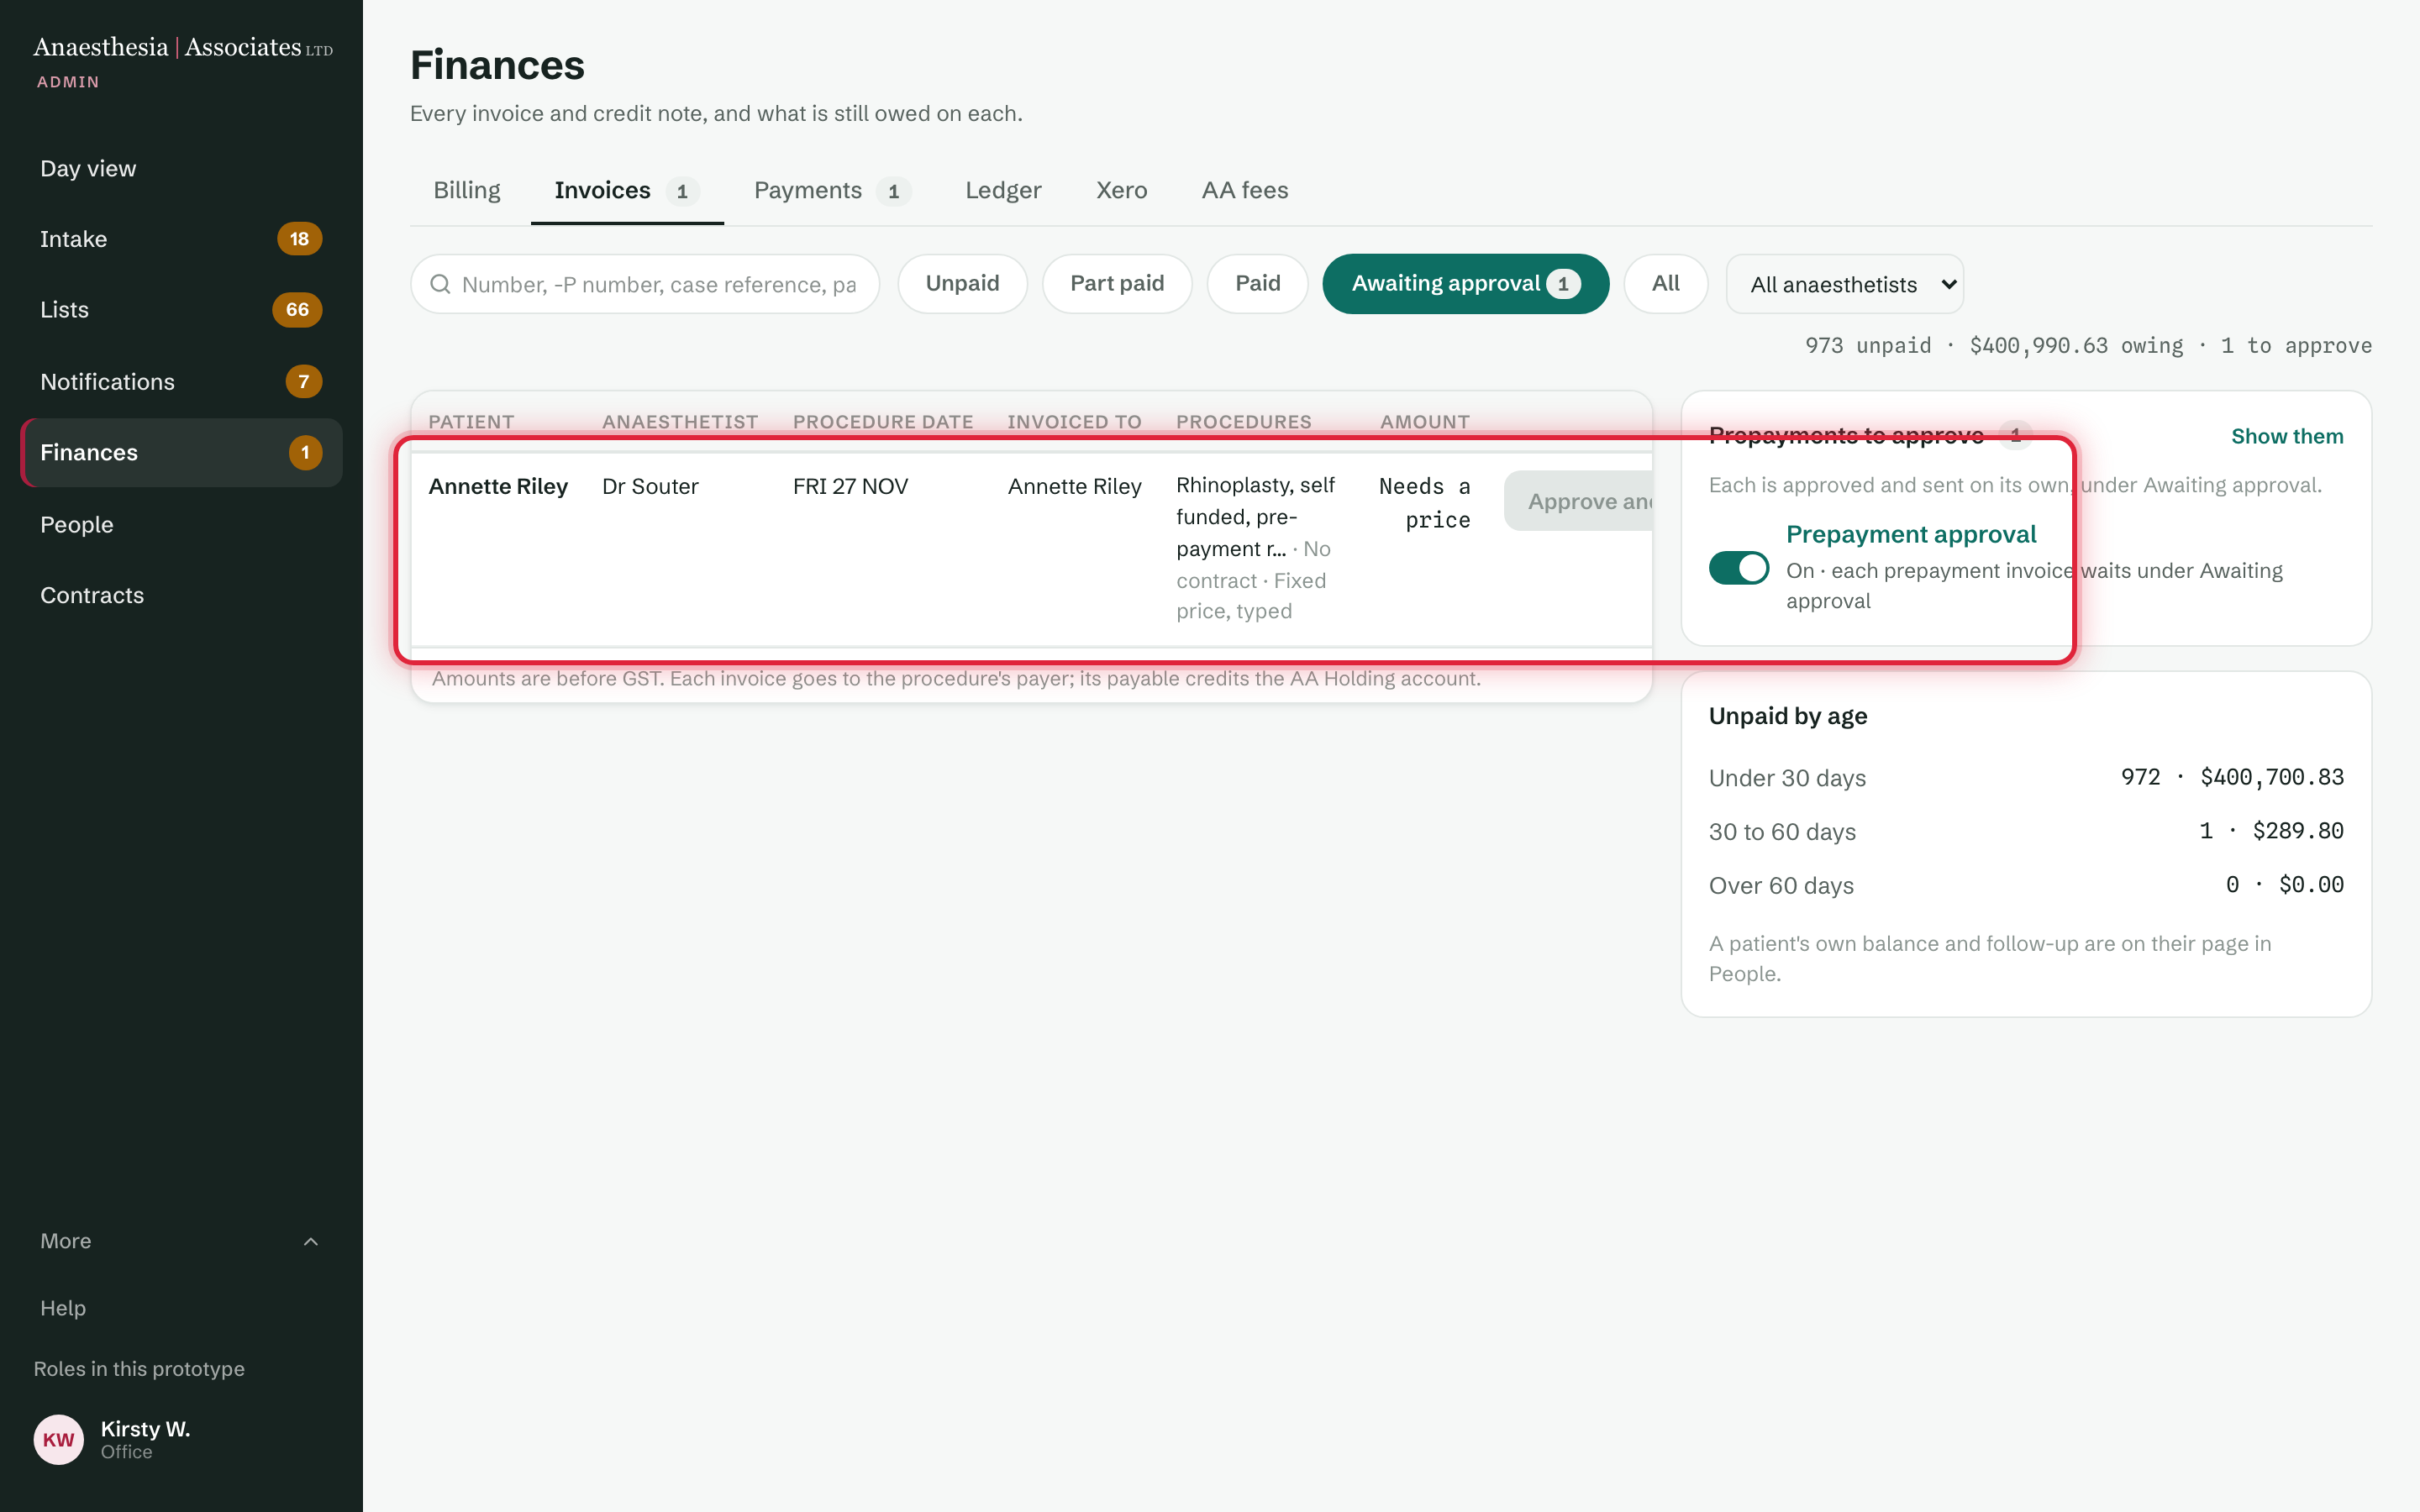 Anaesthesia | Associates LTD
ADMIN
Day view
Intake 18
Lists 66
Notifications 7
Finances 1
People
Contracts
More
Help
Roles in this prototype
KW
Kirsty W.
Office
Finances
Every invoice and credit note, and what is still owed on each.
Billing Invoices 1 Payments 1 Ledger Xero AA fees
Number, -P number, case reference, pa Unpaid Part paid Paid Awaiting approval 1 All All anaesthetists
973 unpaid · $400,990.63 owing · 1 to approve
PATIENT ANAESTHETIST PROCEDURE DATE INVOICED TO PROCEDURES AMOUNT
Annette Riley Dr Souter FRI 27 NOV Annette Riley Rhinoplasty, self Needs a Approve and
funded, pre- price
payment r... · No
contract · Fixed
price, typed
Amounts are before GST. Each invoice goes to the procedure's payer; its payable credits the AA Holding account.
Prepayments to approve 1 Show them
Each is approved and sent on its own, under Awaiting approval.
Prepayment approval
On · each prepayment invoice waits under Awaiting
approval
Unpaid by age
Under 30 days 972 · $400,700.83
30 to 60 days 1 · $289.80
Over 60 days 0 · $0.00
A patient's own balance and follow-up are on their page in
People.